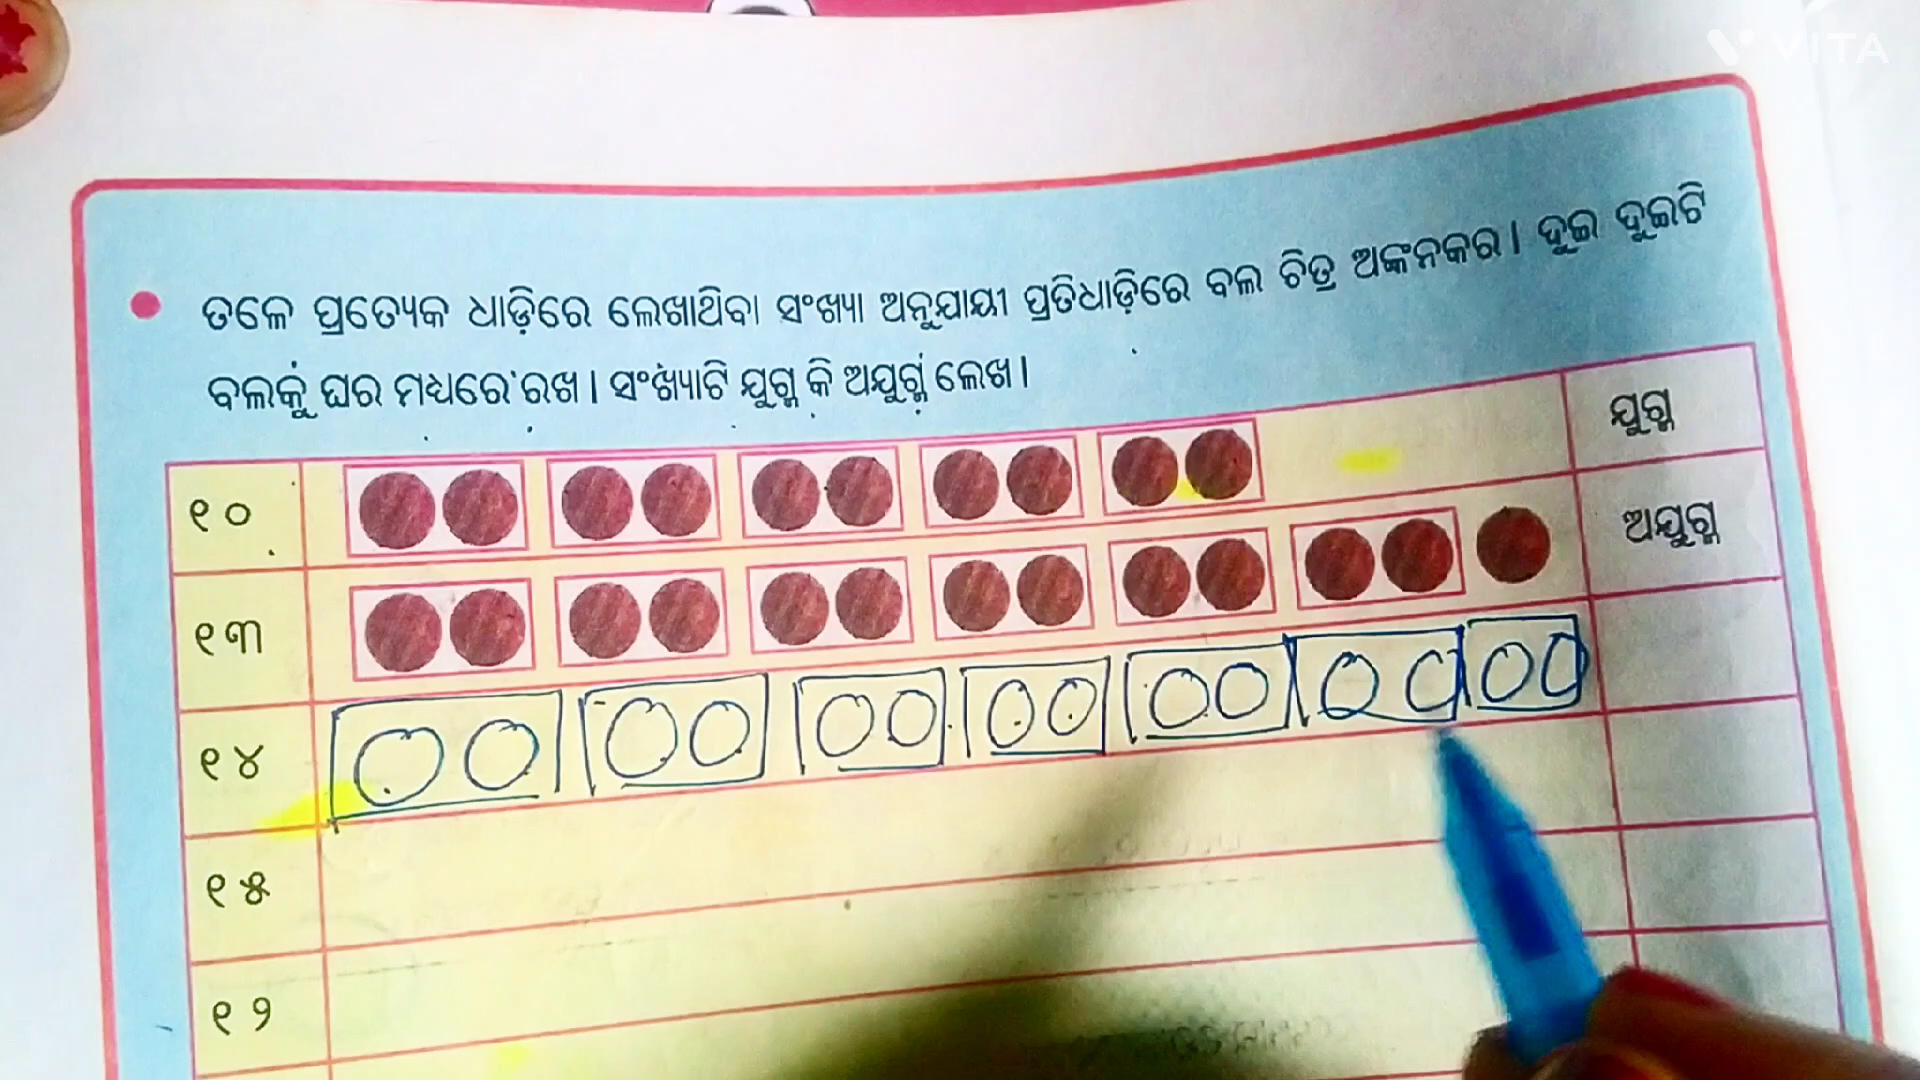 VITA
ତଳେ ପ୍ରତ୍ୟେକ ଧାଡ଼ିରେ ଲେଖାଥିବା ସଂଖ୍ୟା ଅନୁଯାୟୀ ପ୍ରତିଧାଡ଼ିରେ ବଲ ଚିତ୍ର ଅଙ୍କନକର। ଦୁଇ ଦୁଇଟି
ବଲକୁ ଘର ମଧ୍ୟରେ ରଖ। ସଂଖ୍ୟାଟି ଯୁଗ୍ମ କି ଅଯୁଗ୍ମ ଲେଖ।
୧୦ ଯୁଗ୍ମ
୧୩ ଅଯୁଗ୍ମ
୧୪
୧୫
୧୨